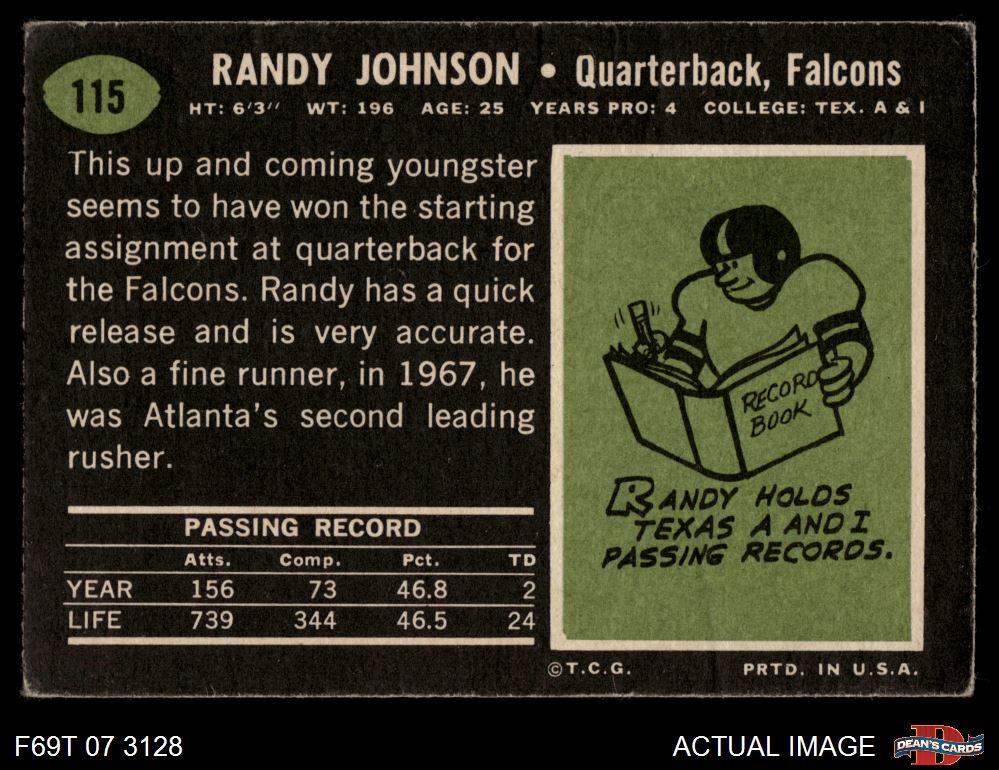 115
RANDY JOHNSON • Quarterback, Falcons
HT: 6'3" WT: 196 AGE: 25 YEARS PRO: 4 COLLEGE: TEX. A & I
This up and coming youngster
seems to have won the starting
assignment at quarterback for
the Falcons. Randy has a quick
release and is very accurate.
Also a fine runner, in 1967, he
was Atlanta's second leading
rusher.
PASSING RECORD
Atts. Comp. Pct. TD
YEAR 156 73 46.8 2
LIFE 739 344 46.5 24
RECORD
BOOK
RANDY HOLDS
TEXAS A AND I
PASSING RECORDS.
©T.C.G. PRTD. IN U.S.A.
F69T 07 3128
ACTUAL IMAGE
DEAN'S CARDS